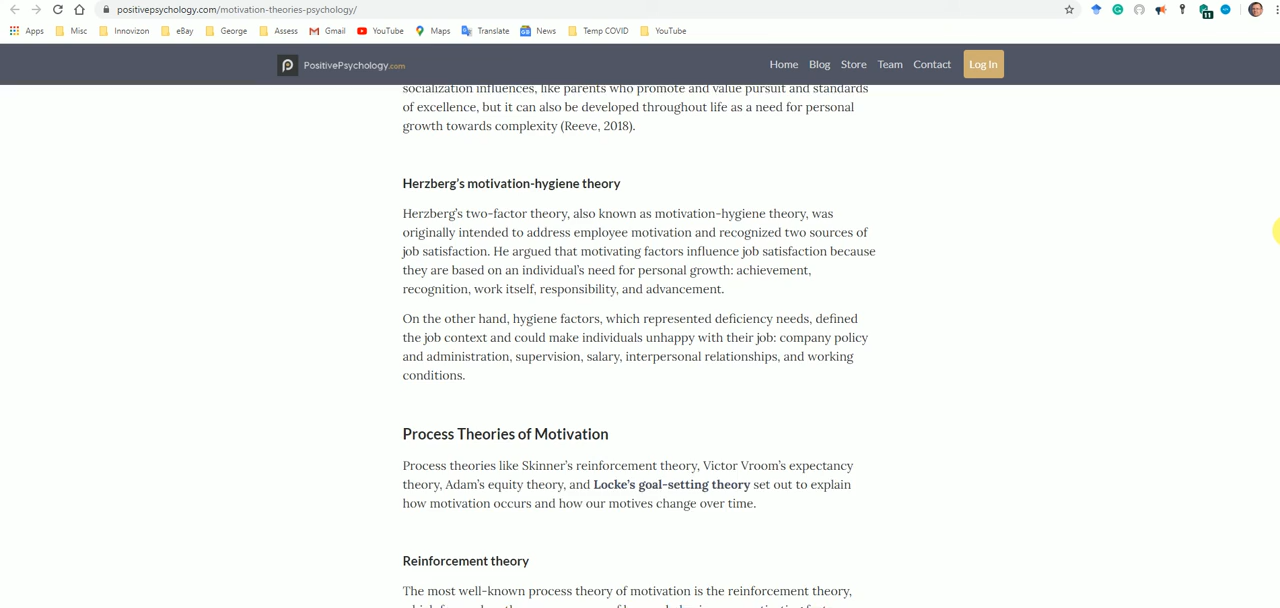 positivepsychology.com/motivation-theories-psychology/
Apps Misc Innovizon eBay George Assess Gmail YouTube Maps Translate News Temp COVID YouTube
11
PositivePsychology.com Home Blog Store Team Contact Log In
socialization influences, like parents who promote and value pursuit and standards
of excellence, but it can also be developed throughout life as a need for personal
growth towards complexity (Reeve, 2018).
Herzberg's motivation-hygiene theory
Herzberg's two-factor theory, also known as motivation-hygiene theory, was
originally intended to address employee motivation and recognized two sources of
job satisfaction. He argued that motivating factors influence job satisfaction because
they are based on an individual's need for personal growth: achievement,
recognition, work itself, responsibility, and advancement.
On the other hand, hygiene factors, which represented deficiency needs, defined
the job context and could make individuals unhappy with their job: company policy
and administration, supervision, salary, interpersonal relationships, and working
conditions.
Process Theories of Motivation
Process theories like Skinner's reinforcement theory, Victor Vroom's expectancy
theory, Adam's equity theory, and Locke's goal-setting theory set out to explain
how motivation occurs and how our motives change over time.
Reinforcement theory
The most well-known process theory of motivation is the reinforcement theory,